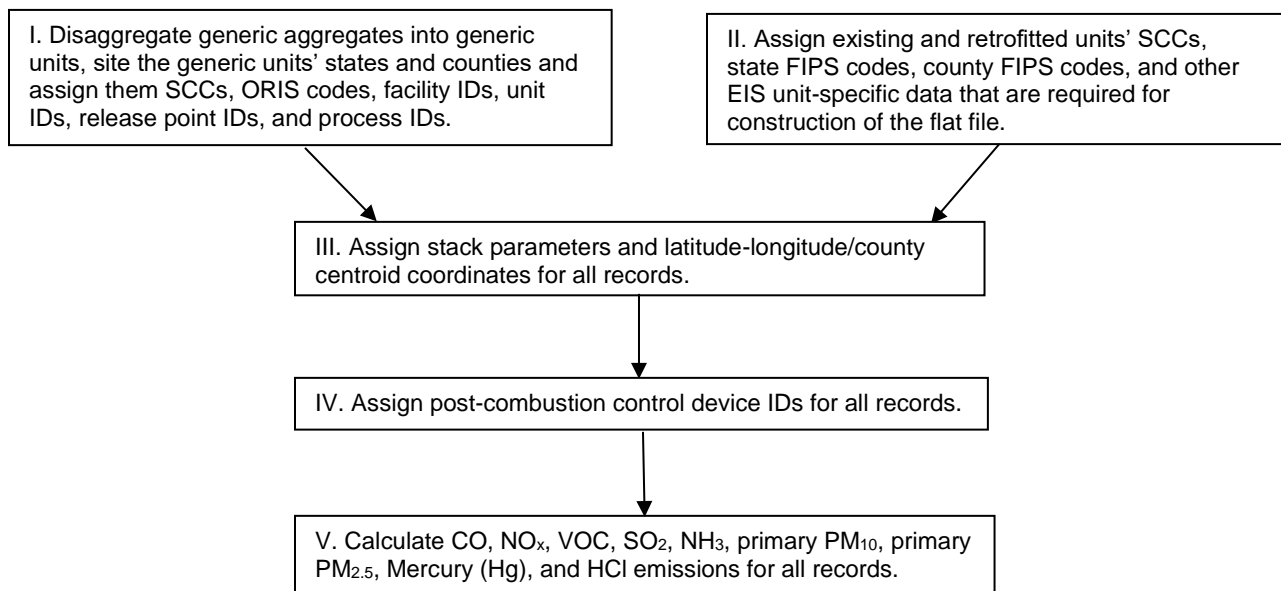 I. Disaggregate generic aggregates into generic
units, site the generic units’ states and counties and
assign them SCCs, ORIS codes, facility IDs, unit
IDs, release point IDs, and process IDs.
II. Assign existing and retrofitted units’ SCCs,
state FIPS codes, county FIPS codes, and other
EIS unit-specific data that are required for
construction of the flat file.
III. Assign stack parameters and latitude-longitude/county
centroid coordinates for all records.
IV. Assign post-combustion control device IDs for all records.
V. Calculate CO, NOₓ, VOC, SO₂, NH₃, primary PM₁₀, primary
PM₂.₅, Mercury (Hg), and HCl emissions for all records.